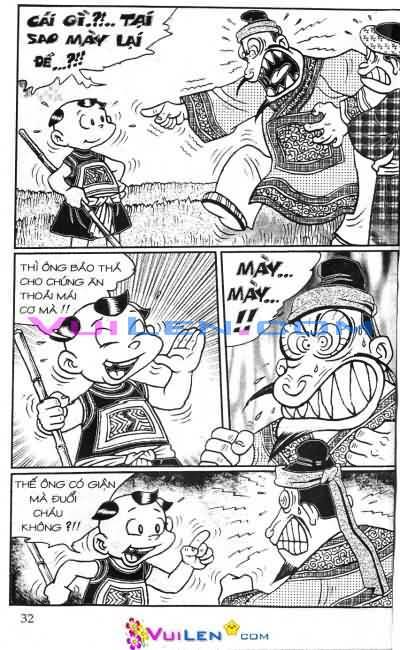 CÁI GÌ..?!.. TẠI
SAO MÀY LẠI
ĐỂ...?!!
THÌ ÔNG BẢO THẢ
CHO CHÚNG ĂN
THOẢI MÁI
CƠ MÀ !!
MÀY...
MÀY...
!!
VUILEN.COM
THẾ ÔNG CÓ GIẬN
MÀ ĐUỔI
CHÁU
KHÔNG ?!!
32
VUILEN COM